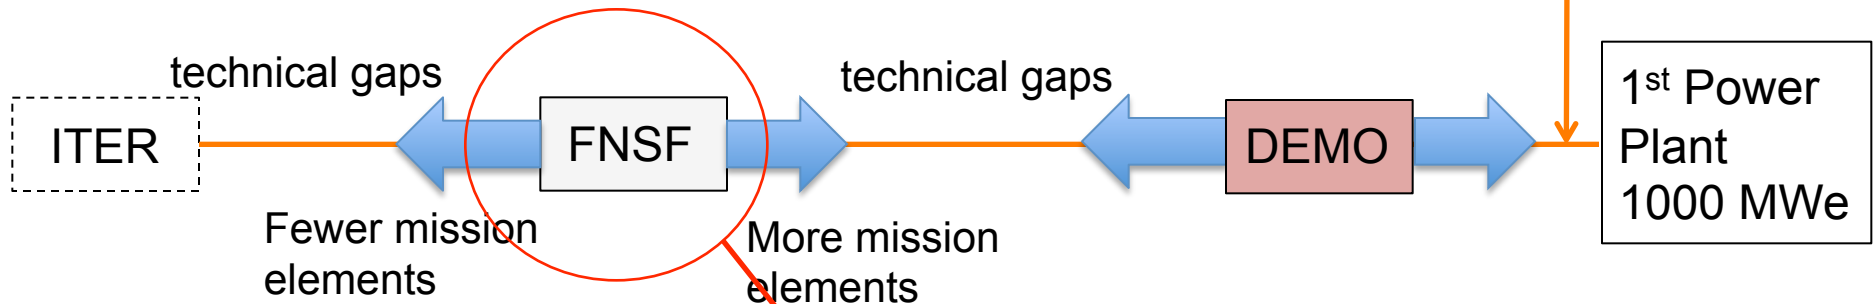 technical gaps
technical gaps
ITER
FNSF
DEMO
1st Power
Plant
1000 MWe
Fewer mission
elements
More mission
elements